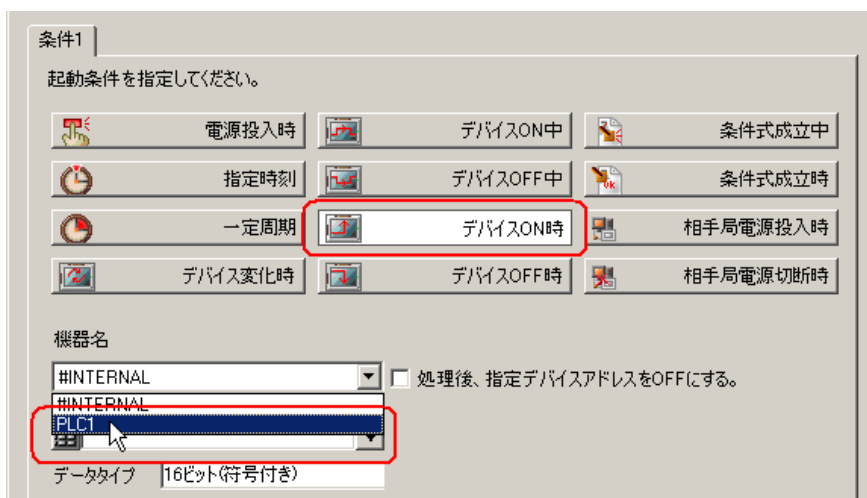 条件1
起動条件を指定してください。
電源投入時 デバイスON中 条件式成立中
指定時刻 デバイスOFF中 条件式成立時
一定周期 デバイスON時 相手局電源投入時
デバイス変化時 デバイスOFF時 相手局電源切断時
機器名
#INTERNAL 処理後、指定デバイスアドレスをOFFにする。
#INTERNAL
PLC1
データタイプ 16ビット(符号付き)